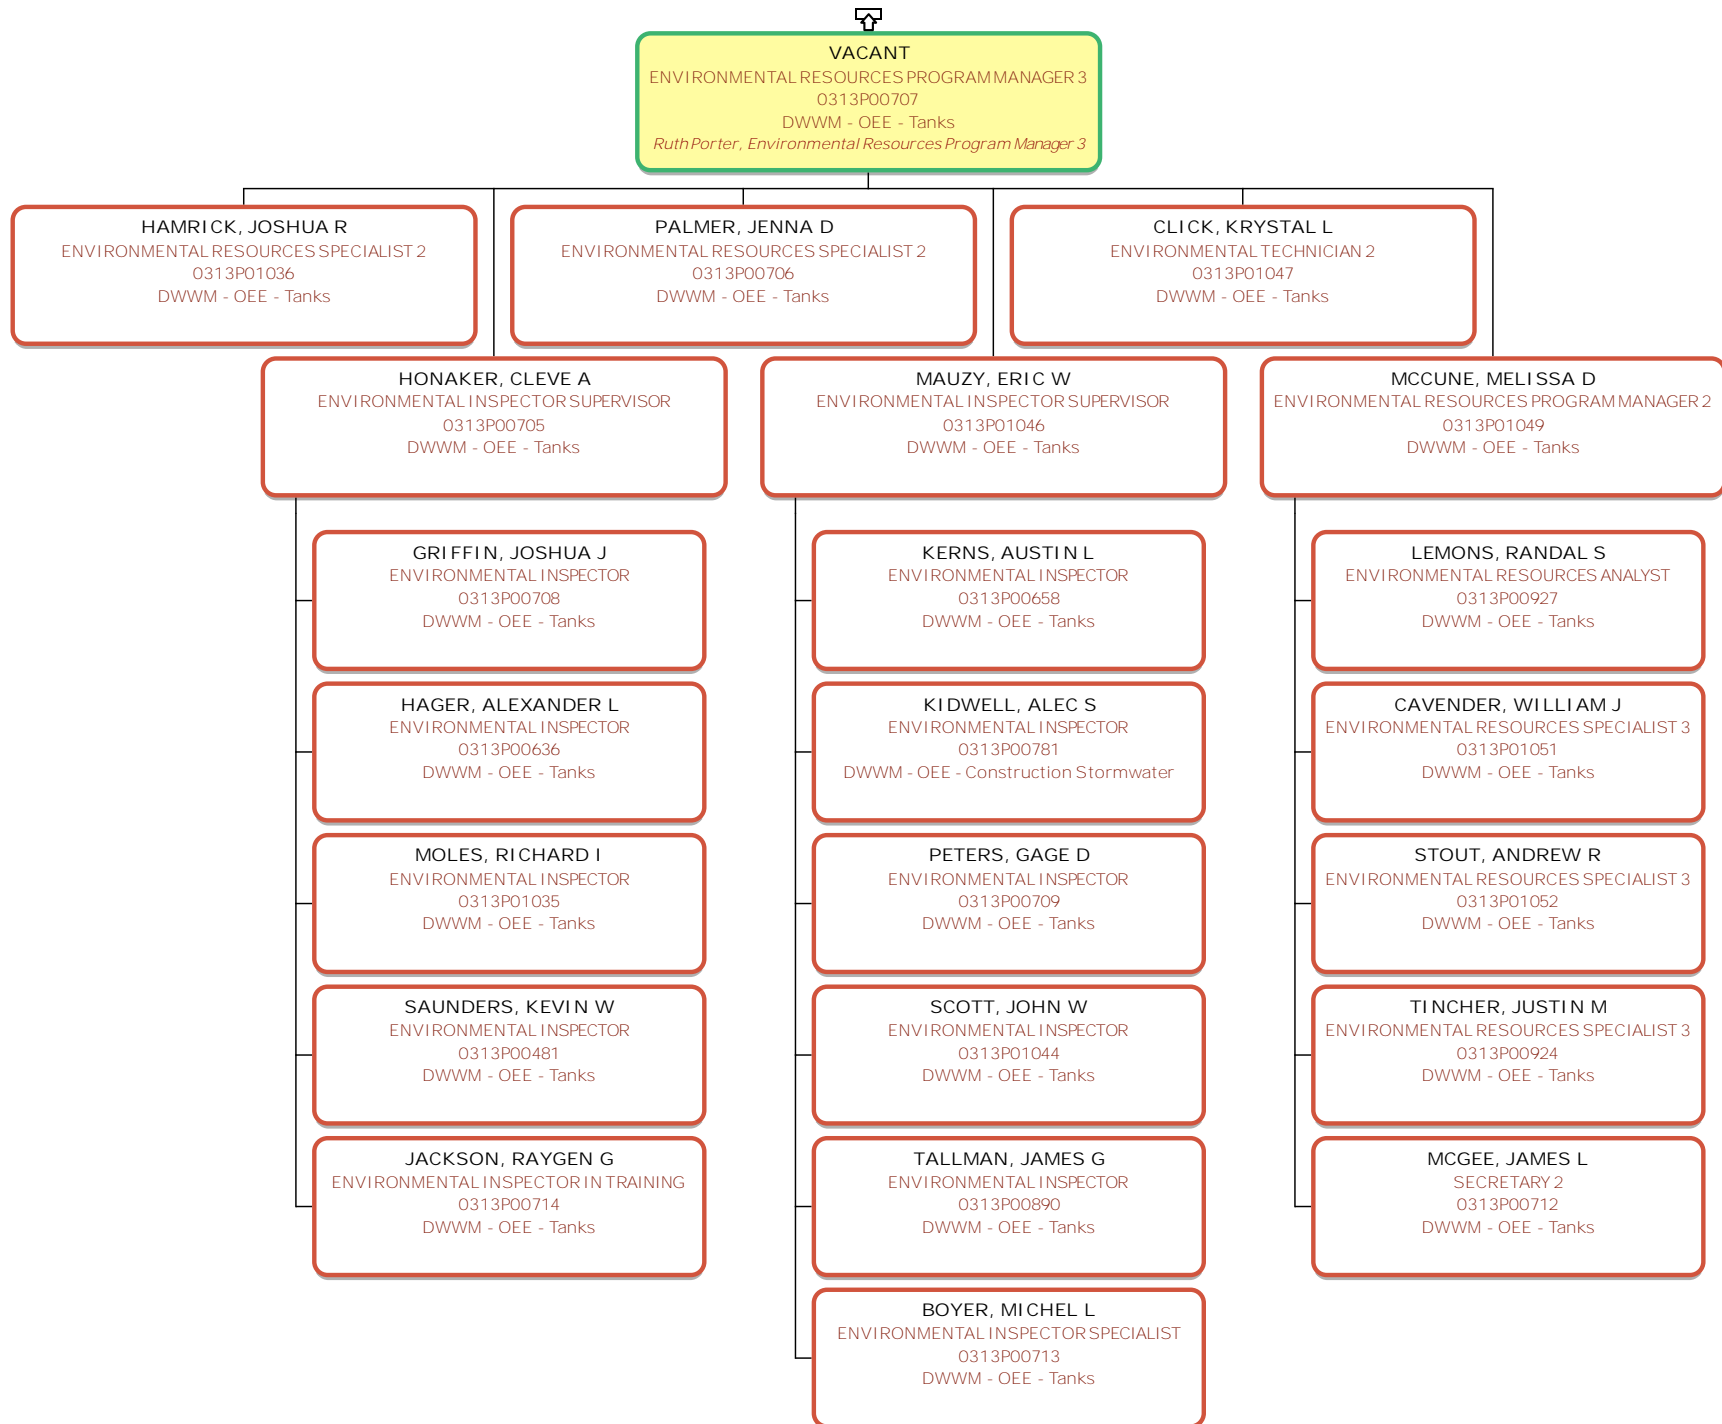 VACANT
ENVIRONMENTAL RESOURCES PROGRAM MANAGER 3
0313P00707
DWWM - OEE - Tanks
Ruth Porter, Environmental Resources Program Manager 3
HAMRICK, JOSHUA R
ENVIRONMENTAL RESOURCES SPECIALIST 2
0313P01036
DWWM - OEE - Tanks
PALMER, JENNA D
ENVIRONMENTAL RESOURCES SPECIALIST 2
0313P00706
DWWM - OEE - Tanks
CLICK, KRYSTAL L
ENVIRONMENTAL TECHNICIAN 2
0313P01047
DWWM - OEE - Tanks
HONAKER, CLEVE A
ENVIRONMENTAL INSPECTOR SUPERVISOR
0313P00705
DWWM - OEE - Tanks
MAUZY, ERIC W
ENVIRONMENTAL INSPECTOR SUPERVISOR
0313P01046
DWWM - OEE - Tanks
MCCUNE, MELISSA D
ENVIRONMENTAL RESOURCES PROGRAM MANAGER 2
0313P01049
DWWM - OEE - Tanks
GRIFFIN, JOSHUA J
ENVIRONMENTAL INSPECTOR
0313P00708
DWWM - OEE - Tanks
HAGER, ALEXANDER L
ENVIRONMENTAL INSPECTOR
0313P00636
DWWM - OEE - Tanks
MOLES, RICHARD I
ENVIRONMENTAL INSPECTOR
0313P01035
DWWM - OEE - Tanks
SAUNDERS, KEVIN W
ENVIRONMENTAL INSPECTOR
0313P00481
DWWM - OEE - Tanks
JACKSON, RAYGEN G
ENVIRONMENTAL INSPECTOR IN TRAINING
0313P00714
DWWM - OEE - Tanks
KERNS, AUSTIN L
ENVIRONMENTAL INSPECTOR
0313P00658
DWWM - OEE - Tanks
KIDWELL, ALEC S
ENVIRONMENTAL INSPECTOR
0313P00781
DWWM - OEE - Construction Stormwater
PETERS, GAGE D
ENVIRONMENTAL INSPECTOR
0313P00709
DWWM - OEE - Tanks
SCOTT, JOHN W
ENVIRONMENTAL INSPECTOR
0313P01044
DWWM - OEE - Tanks
TALLMAN, JAMES G
ENVIRONMENTAL INSPECTOR
0313P00890
DWWM - OEE - Tanks
BOYER, MICHEL L
ENVIRONMENTAL INSPECTOR SPECIALIST
0313P00713
DWWM - OEE - Tanks
LEMONS, RANDAL S
ENVIRONMENTAL RESOURCES ANALYST
0313P00927
DWWM - OEE - Tanks
CAVENDER, WILLIAM J
ENVIRONMENTAL RESOURCES SPECIALIST 3
0313P01051
DWWM - OEE - Tanks
STOUT, ANDREW R
ENVIRONMENTAL RESOURCES SPECIALIST 3
0313P01052
DWWM - OEE - Tanks
TINCHER, JUSTIN M
ENVIRONMENTAL RESOURCES SPECIALIST 3
0313P00924
DWWM - OEE - Tanks
MCGEE, JAMES L
SECRETARY 2
0313P00712
DWWM - OEE - Tanks